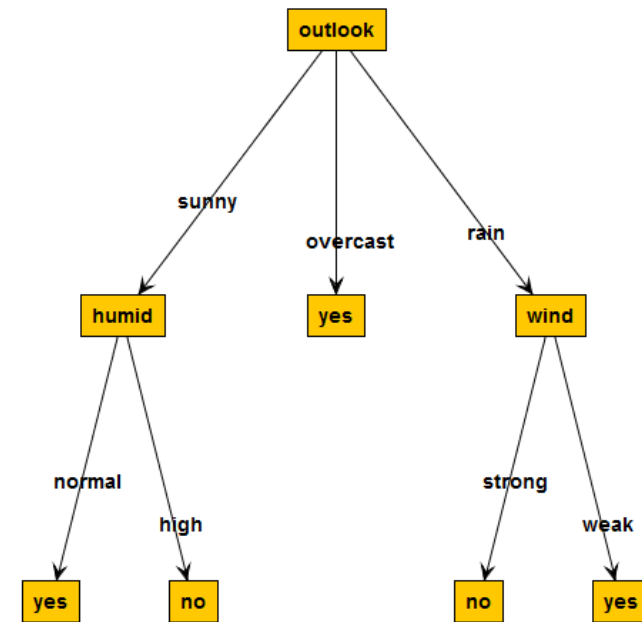 outlook
sunny
overcast
rain
humid
yes
wind
normal
high
strong
weak
yes
no
no
yes